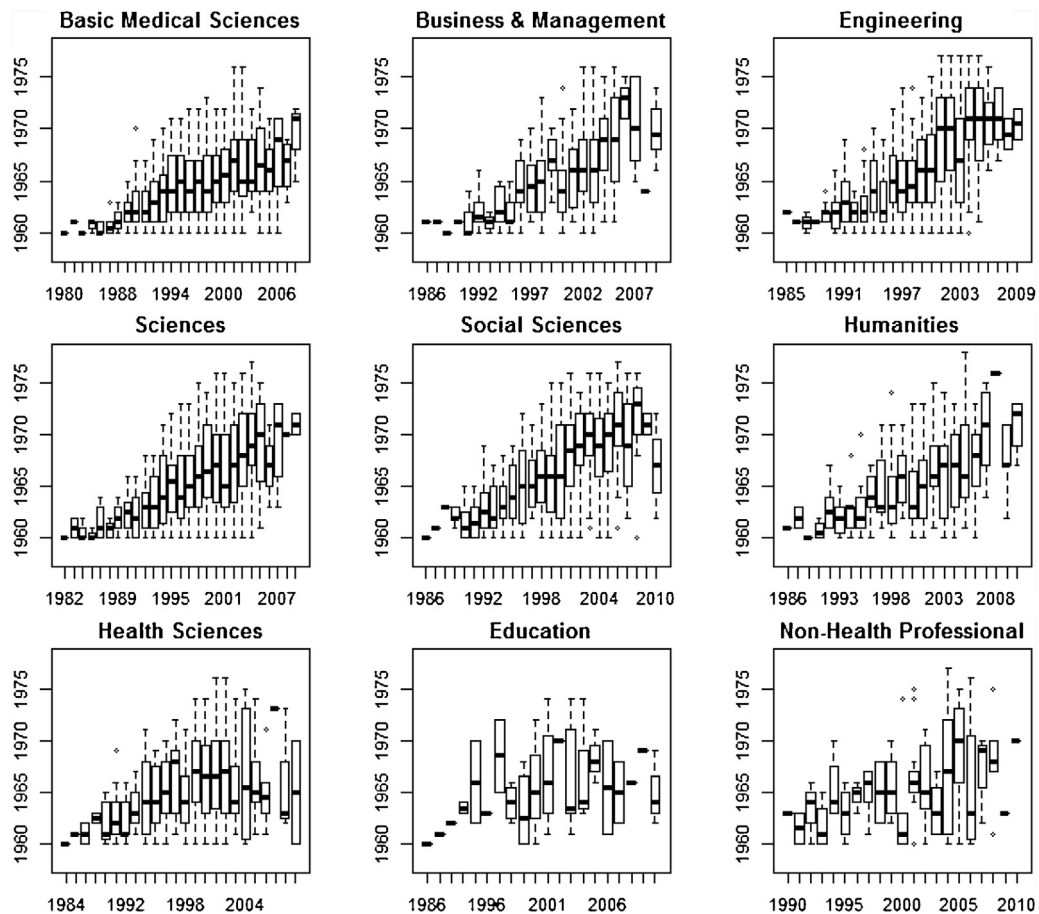 Basic Medical Sciences
1975
1970
1965
1960
1980 1988 1994 2000 2006
Business & Management
1975
1970
1965
1960
1986 1992 1997 2002 2007
Engineering
1975
1970
1965
1960
1985 1991 1997 2003 2009
Sciences
1975
1970
1965
1960
1982 1989 1995 2001 2007
Social Sciences
1975
1970
1965
1960
1986 1992 1998 2004 2010
Humanities
1975
1970
1965
1960
1986 1993 1998 2003 2008
Health Sciences
1975
1970
1965
1960
1984 1992 1998 2004
Education
1975
1970
1965
1960
1986 1996 2001 2006
Non-Health Professional
1975
1970
1965
1960
1990 1995 2000 2005 2010